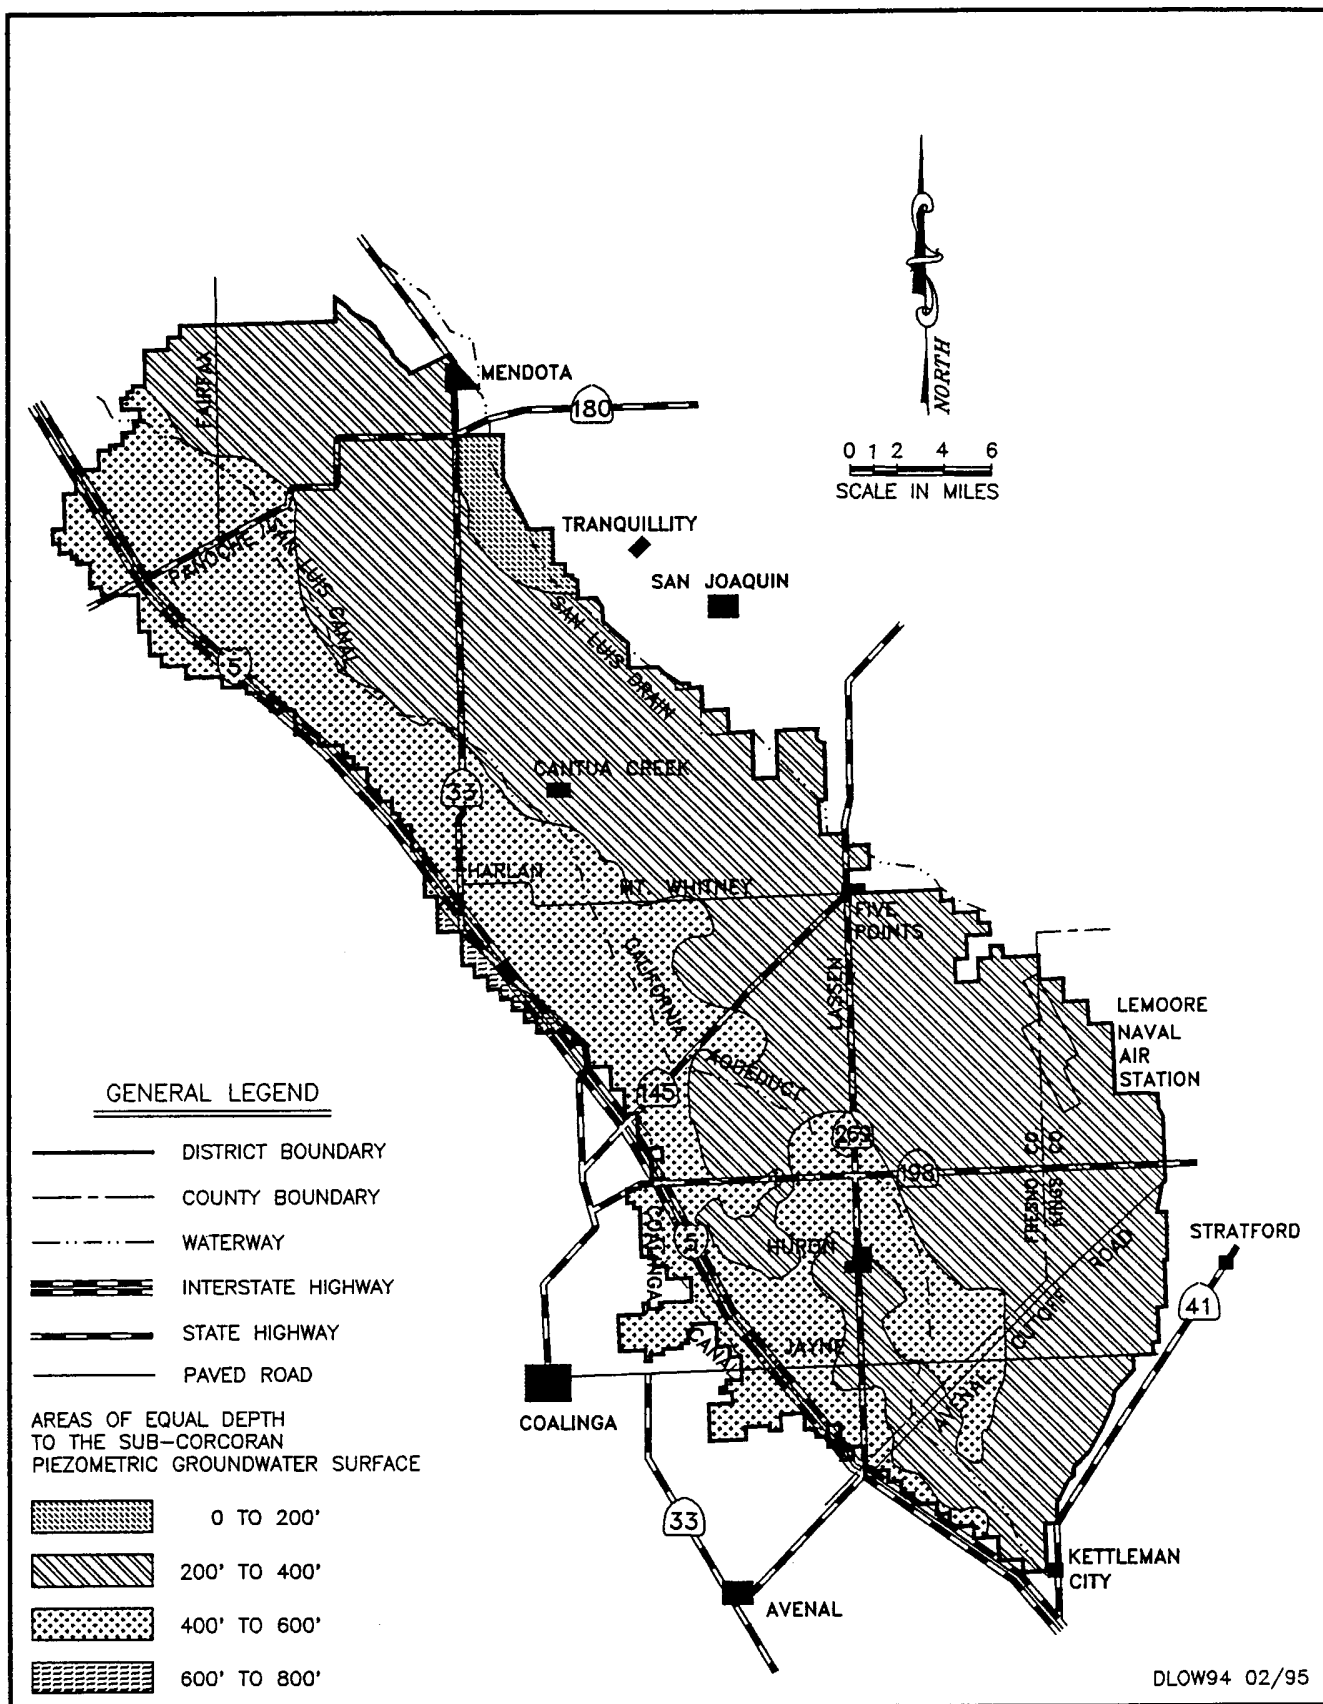 NORTH
0 1 2 4 6
SCALE IN MILES
MENDOTA
180
FAIRFAX
TRANQUILLITY
SAN JOAQUIN
PANOCHE
SAN LUIS CANAL
SAN LUIS DRAIN
5
CANTUA CREEK
33
HARLAN
MT. WHITNEY
FIVE
POINTS
CALIFORNIA
AQUEDUCT
LASSEN
LEMOORE
NAVAL
AIR
STATION
145
269
198
FRESNO CO.
KINGS CO.
STRATFORD
41
5
HURON
COALINGA
CANAL
JAYNE
AVENAL
CUTOFF
ROAD
COALINGA
33
AVENAL
KETTLEMAN
CITY
GENERAL LEGEND
DISTRICT BOUNDARY
COUNTY BOUNDARY
WATERWAY
INTERSTATE HIGHWAY
STATE HIGHWAY
PAVED ROAD
AREAS OF EQUAL DEPTH
TO THE SUB-CORCORAN
PIEZOMETRIC GROUNDWATER SURFACE
0 TO 200'
200' TO 400'
400' TO 600'
600' TO 800'
DLOW94 02/95